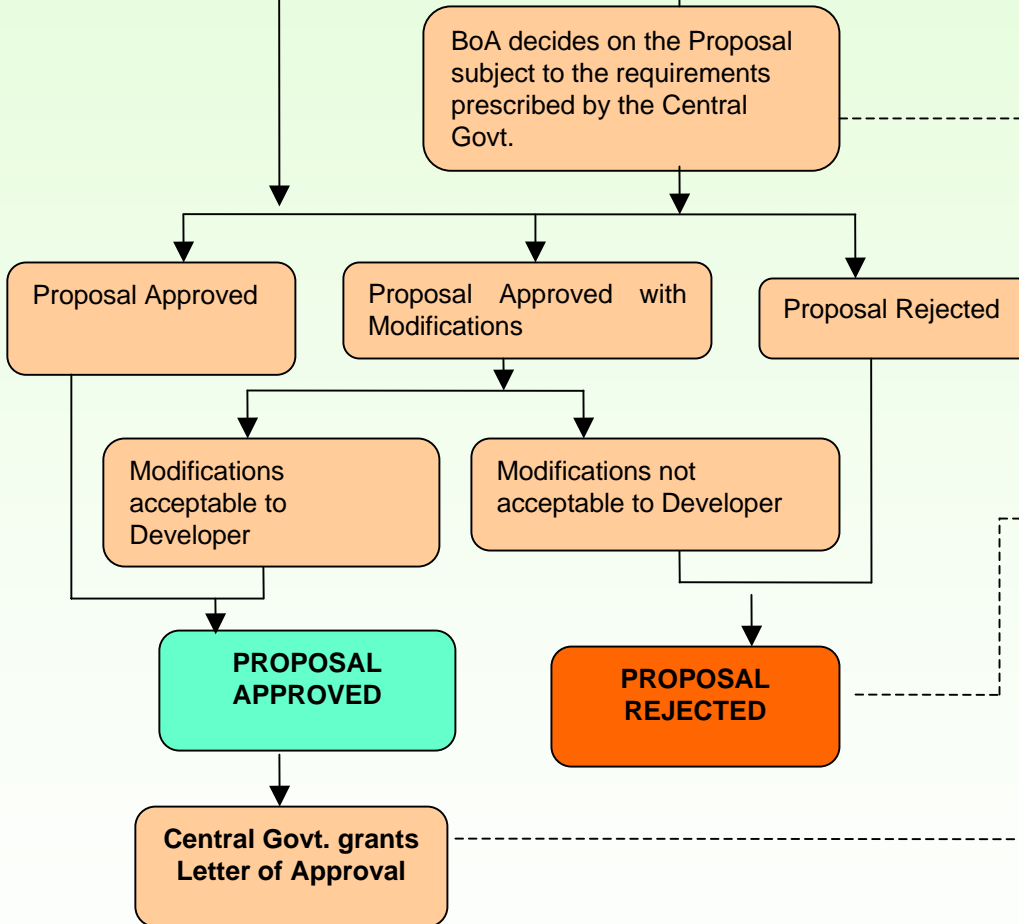 BoA decides on the Proposal
subject to the requirements
prescribed by the Central
Govt.
Proposal Approved
Proposal Approved with
Modifications
Proposal Rejected
Modifications
acceptable to
Developer
Modifications not
acceptable to Developer
PROPOSAL
APPROVED
PROPOSAL
REJECTED
Central Govt. grants
Letter of Approval